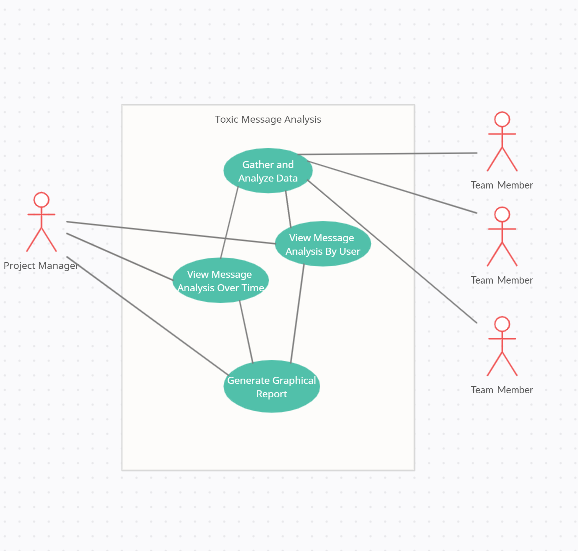 Toxic Message Analysis
Gather and
Analyze Data
Team Member
View Message
Analysis By User
Team Member
Project Manager
View Message
Analysis Over Time
Generate Graphical
Report
Team Member